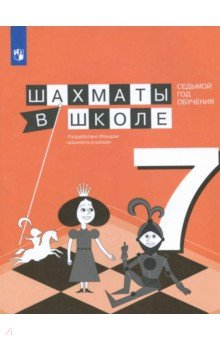 ШАХМАТЫ
В ШКОЛЕ
СЕДЬМОЙ ГОД
ОБУЧЕНИЯ
Разработано Фондом
«Шахматы в школе»
7